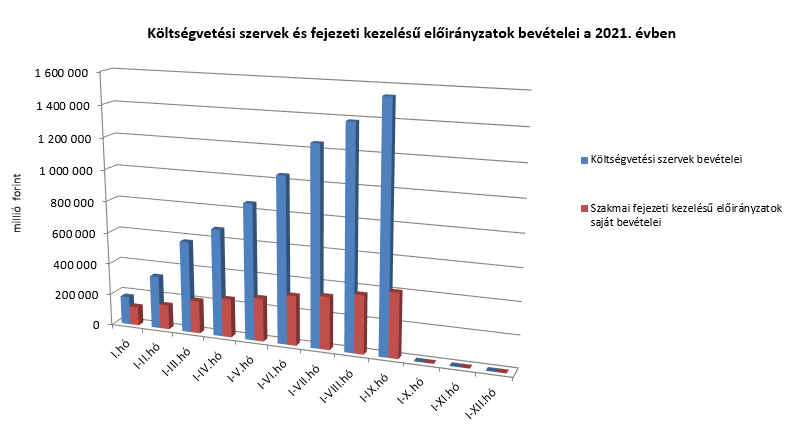 Költségvetési szervek és fejezeti kezelésű előirányzatok bevételei a 2021. évben
1 600 000
1 400 000
1 200 000
1 000 000
800 000
600 000
400 000
200 000
0
millió forint
I.hó
I-II.hó
I-III.hó
I-IV.hó
I-V.hó
I-VI.hó
I-VII.hó
I-VIII.hó
I-IX.hó
I-X.hó
I-XI.hó
I-XII.hó
Költségvetési szervek bevételei
Szakmai fejezeti kezelésű előirányzatok
saját bevételei